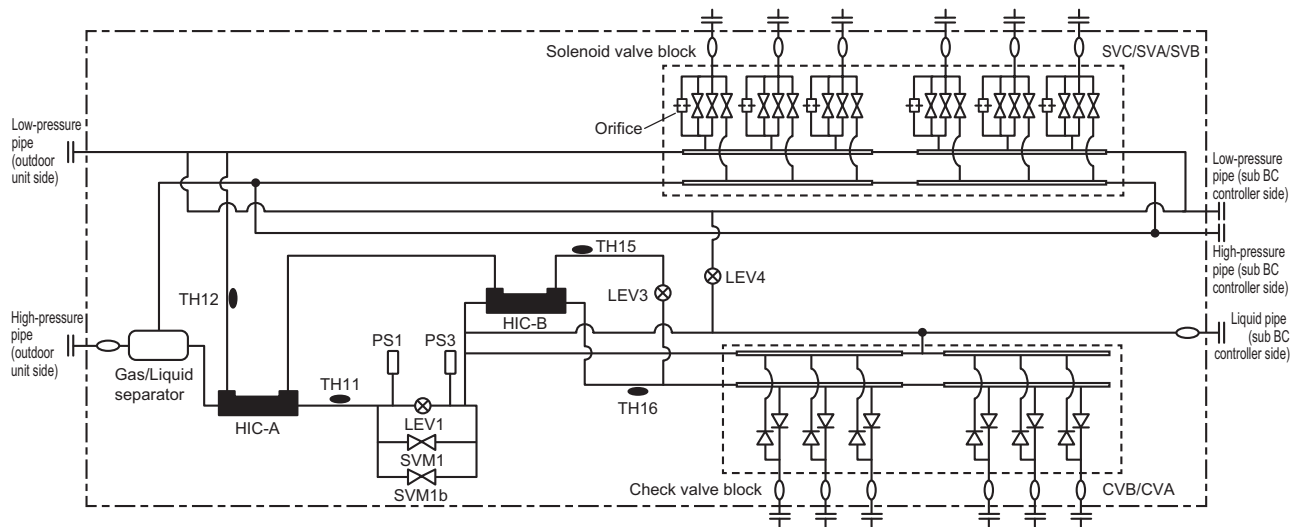 Solenoid valve block
SVC/SVA/SVB
Orifice
Low-pressure
pipe
(outdoor
unit side)
Low-pressure
pipe (sub BC
controller side)
High-pressure
pipe (sub BC
controller side)
TH15
LEV4
TH12
LEV3
HIC-B
High-pressure
pipe
(outdoor
unit side)
PS1
PS3
Liquid pipe
(sub BC
controller side)
Gas/Liquid
separator
TH11
TH16
HIC-A
LEV1
SVM1
SVM1b
Check valve block
CVB/CVA